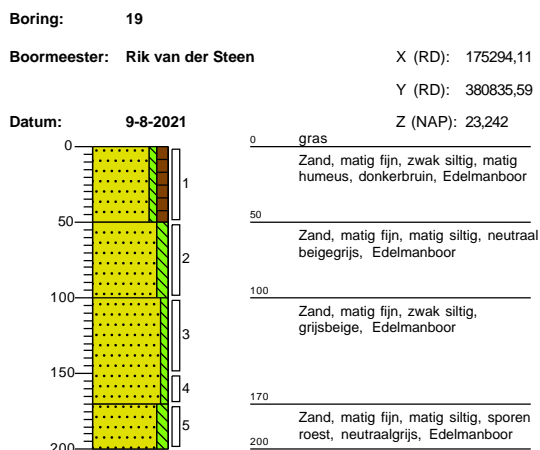 Boring: 19
Boormeester: Rik van der Steen
X (RD): 175294,11
Y (RD): 380835,59
Datum: 9-8-2021
Z (NAP): 23,242
0
50
100
150
200
1
2
3
4
5
0 gras
Zand, matig fijn, zwak siltig, matig
humeus, donkerbruin, Edelmanboor
50
Zand, matig fijn, matig siltig, neutraal
beigegrijs, Edelmanboor
100
Zand, matig fijn, zwak siltig,
grijsbeige, Edelmanboor
170
Zand, matig fijn, matig siltig, sporen
roest, neutraalgrijs, Edelmanboor
200